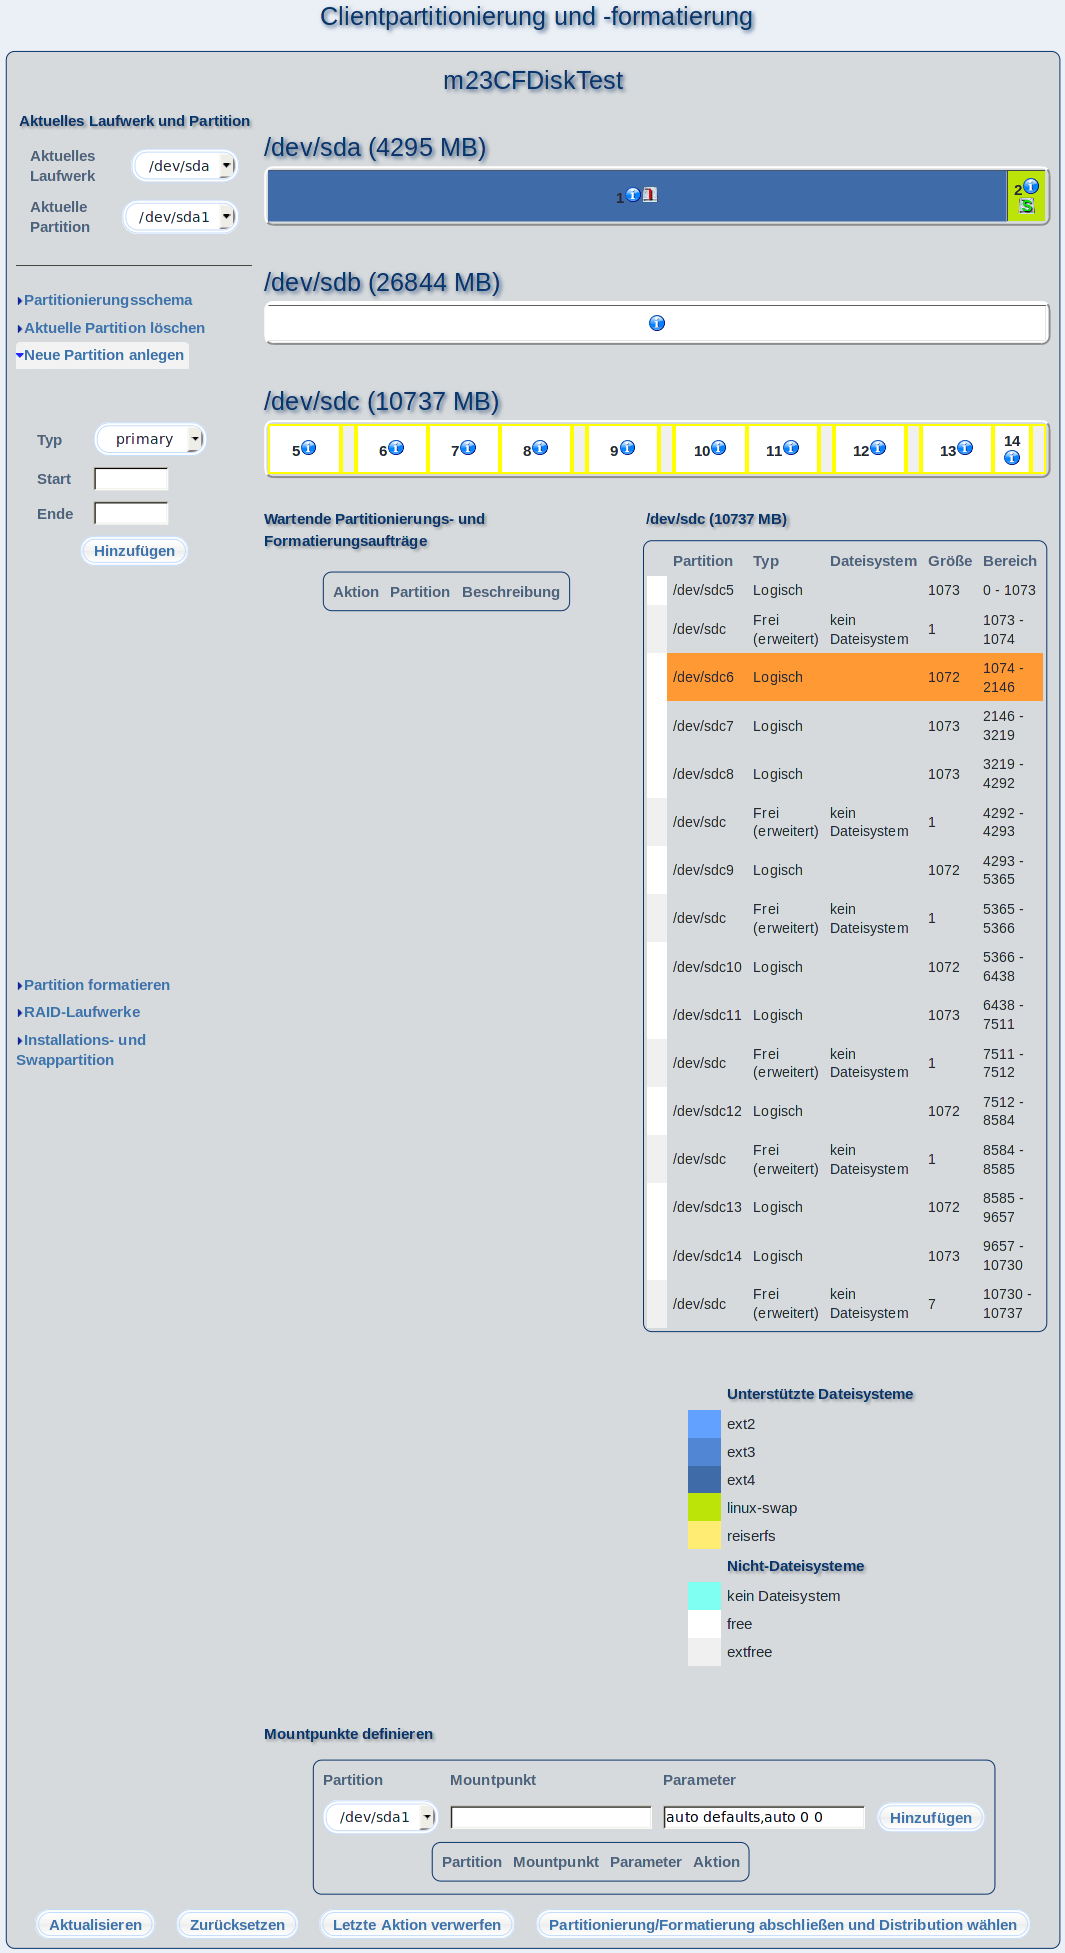 Clientpartitionierung und -formatierung
m23CFDiskTest
Aktuelles Laufwerk und Partition
Aktuelles
Laufwerk
/dev/sda
Aktuelle
Partition
/dev/sda1
Partitionierungsschema
Aktuelle Partition löschen
Neue Partition anlegen
Typ
primary
Start
Ende
Hinzufügen
Partition formatieren
RAID-Laufwerke
Installations- und
Swappartition
/dev/sda (4295 MB)
1
2
S
/dev/sdb (26844 MB)
/dev/sdc (10737 MB)
5 6 7 8 9 10 11 12 13 14
Wartende Partitionierungs- und
Formatierungsaufträge
Aktion Partition Beschreibung
/dev/sdc (10737 MB)
Partition Typ Dateisystem Größe Bereich
/dev/sdc5 Logisch 1073 0 - 1073
/dev/sdc Frei (erweitert) kein Dateisystem 1 1073 - 1074
/dev/sdc6 Logisch 1072 1074 - 2146
/dev/sdc7 Logisch 1073 2146 - 3219
/dev/sdc8 Logisch 1073 3219 - 4292
/dev/sdc Frei (erweitert) kein Dateisystem 1 4292 - 4293
/dev/sdc9 Logisch 1072 4293 - 5365
/dev/sdc Frei (erweitert) kein Dateisystem 1 5365 - 5366
/dev/sdc10 Logisch 1072 5366 - 6438
/dev/sdc11 Logisch 1073 6438 - 7511
/dev/sdc Frei (erweitert) kein Dateisystem 1 7511 - 7512
/dev/sdc12 Logisch 1072 7512 - 8584
/dev/sdc Frei (erweitert) kein Dateisystem 1 8584 - 8585
/dev/sdc13 Logisch 1072 8585 - 9657
/dev/sdc14 Logisch 1073 9657 - 10730
/dev/sdc Frei (erweitert) kein Dateisystem 7 10730 - 10737
Unterstützte Dateisysteme
ext2
ext3
ext4
linux-swap
reiserfs
Nicht-Dateisysteme
kein Dateisystem
free
extfree
Mountpunkte definieren
Partition Mountpunkt Parameter
/dev/sda1 auto defaults,auto 0 0 Hinzufügen
Partition Mountpunkt Parameter Aktion
Aktualisieren Zurücksetzen Letzte Aktion verwerfen Partitionierung/Formatierung abschließen und Distribution wählen